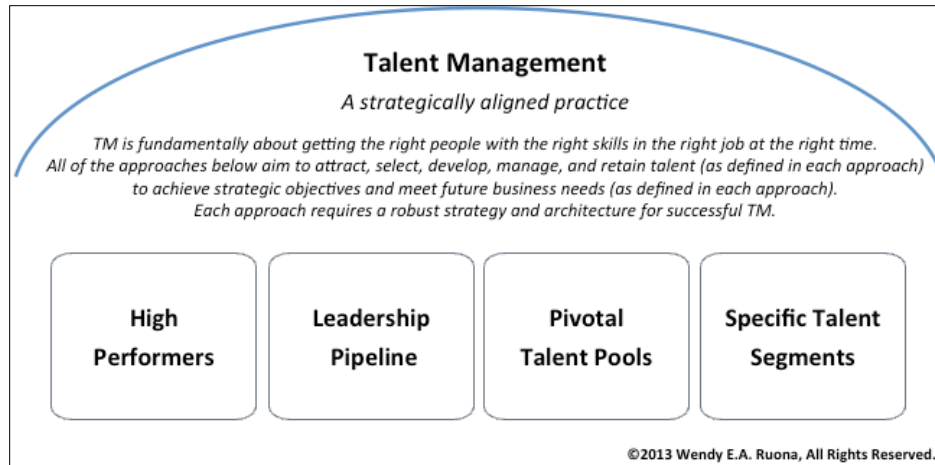 Talent Management
A strategically aligned practice
TM is fundamentally about getting the right people with the right skills in the right job at the right time.
All of the approaches below aim to attract, select, develop, manage, and retain talent (as defined in each approach)
to achieve strategic objectives and meet future business needs (as defined in each approach).
Each approach requires a robust strategy and architecture for successful TM.
High
Performers
Leadership
Pipeline
Pivotal
Talent Pools
Specific Talent
Segments
©2013 Wendy E.A. Ruona, All Rights Reserved.